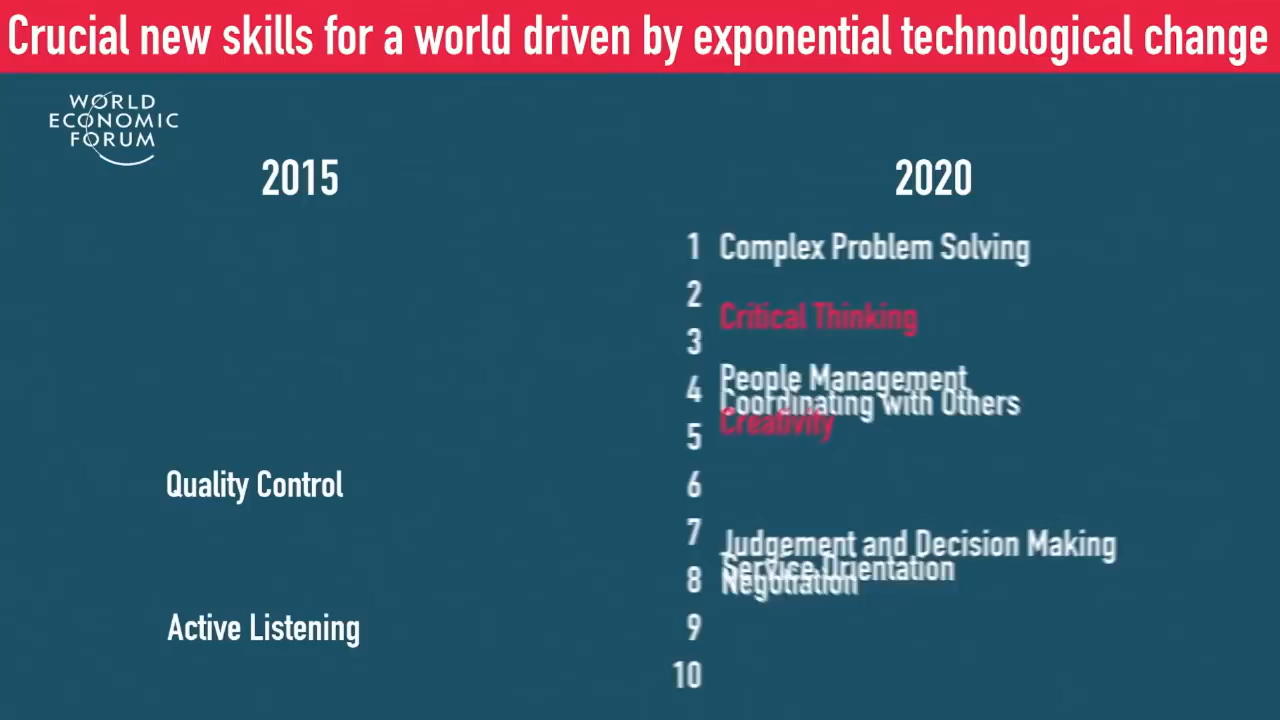 Crucial new skills for a world driven by exponential technological change
WORLD
ECONOMIC
FORUM
2015
2020
1 Complex Problem Solving
2
Critical Thinking
3
People Management
4
Coordinating with Others
Creativity
5
Quality Control
6
7
Judgement and Decision Making
Service Orientation
8
Negotiation
Active Listening
9
10